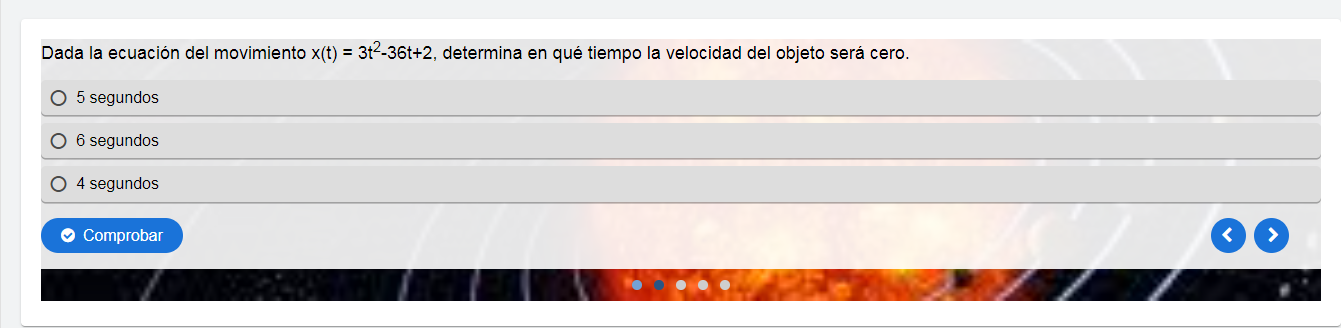 Dada la ecuación del movimiento x(t) = 3t²-36t+2, determina en qué tiempo la velocidad del objeto será cero.
5 segundos
6 segundos
4 segundos
Comprobar